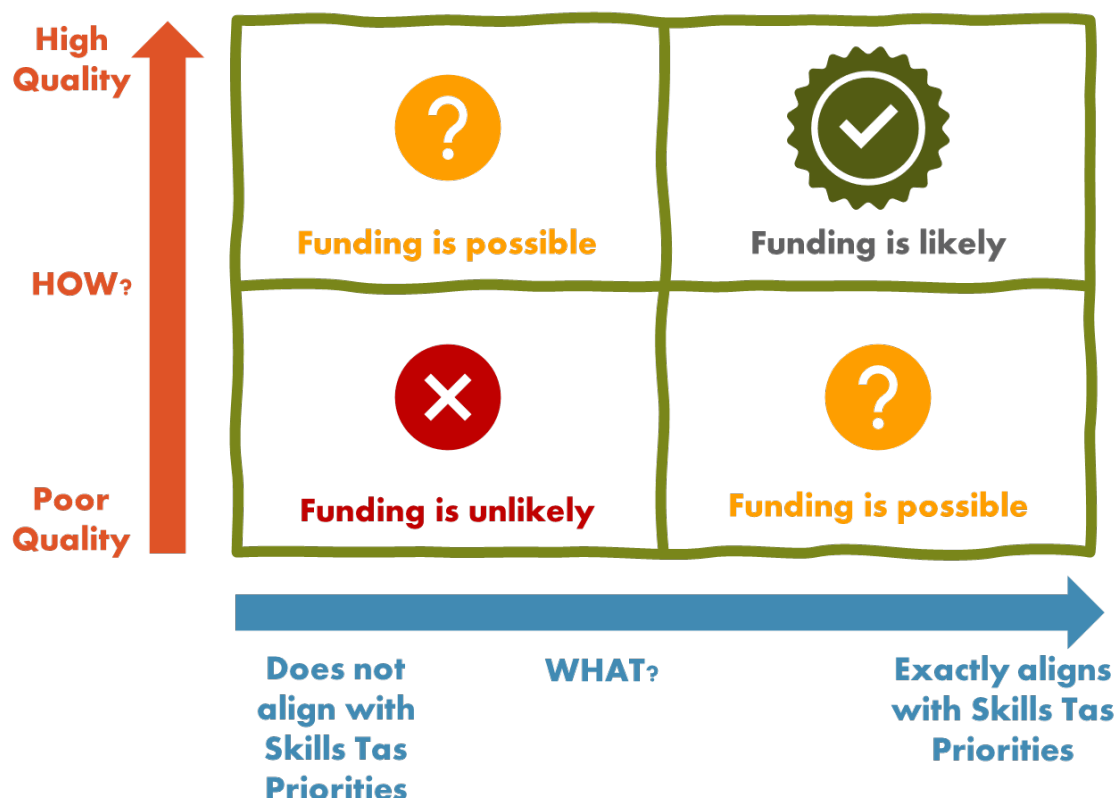 High
Quality
Funding is possible
Funding is likely
HOW?
Poor
Quality
Funding is unlikely
Funding is possible
Does not
align with
Skills Tas
Priorities
WHAT?
Exactly aligns
with Skills Tas
Priorities